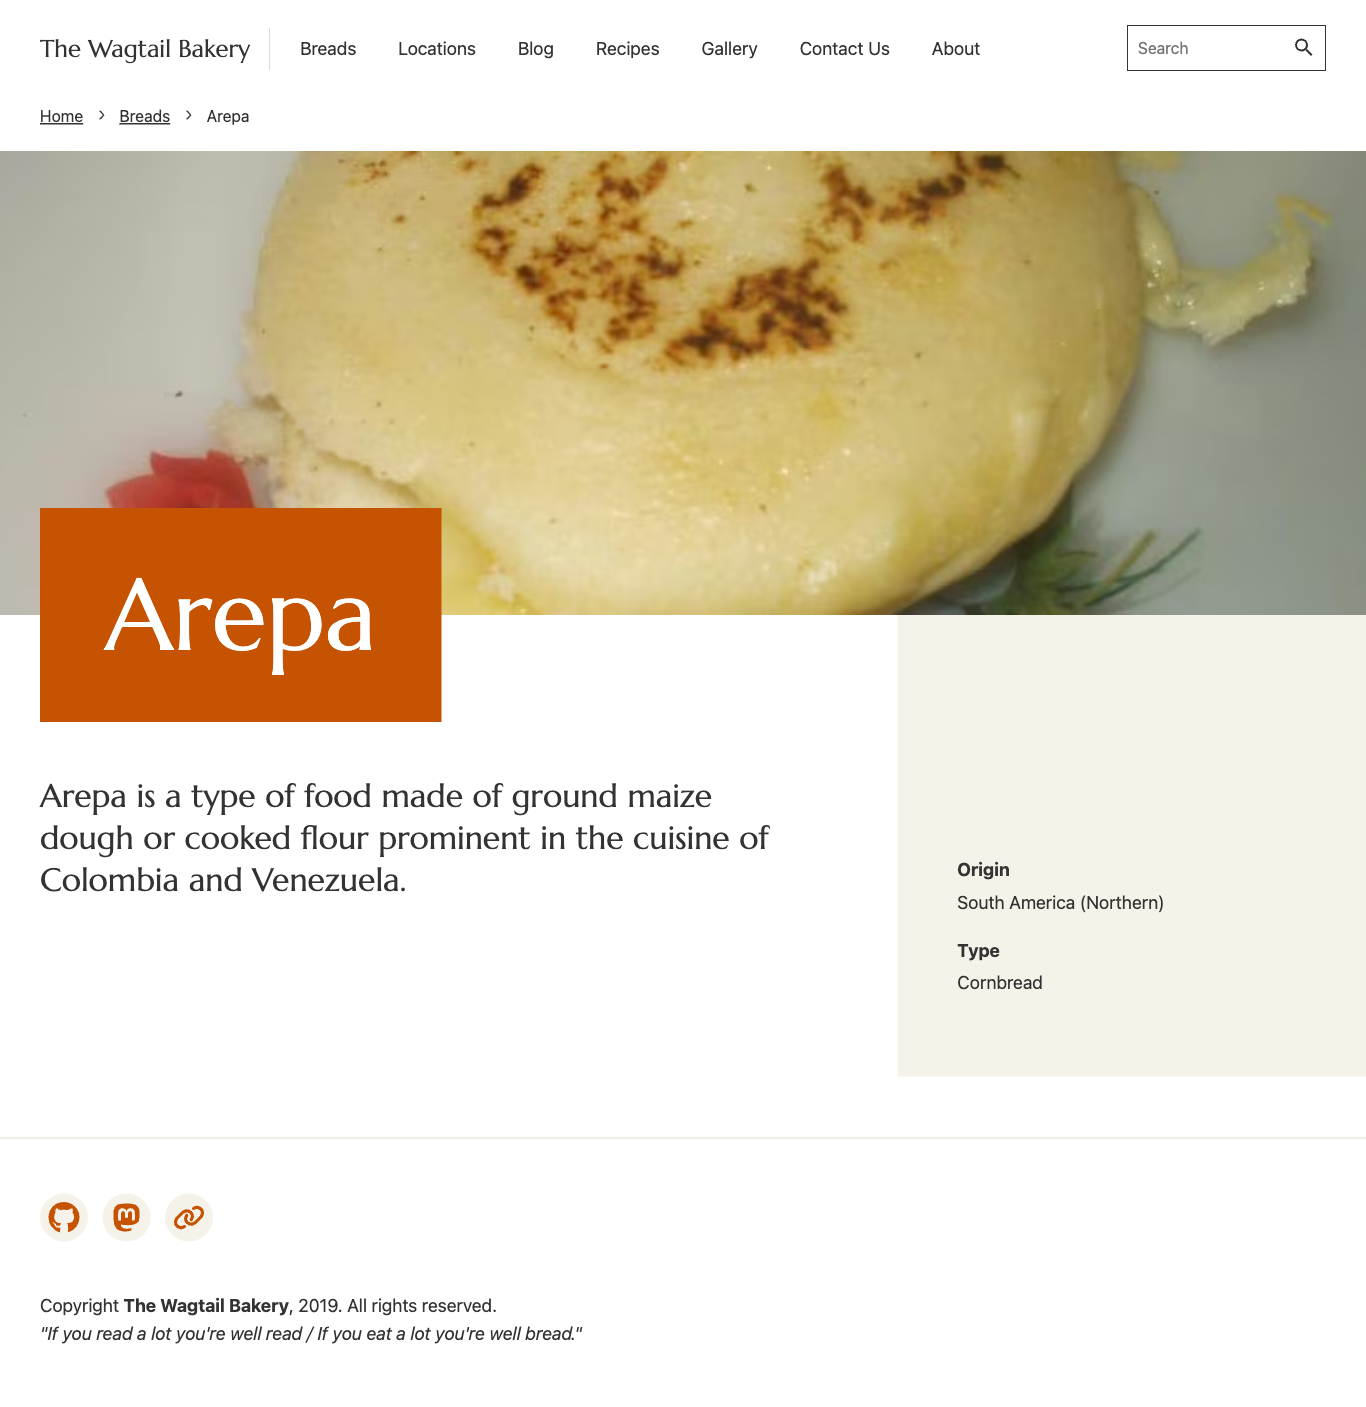 The Wagtail Bakery
Breads
Locations
Blog
Recipes
Gallery
Contact Us
About
Search
Home
Breads
Arepa
Arepa
Arepa is a type of food made of ground maize
dough or cooked flour prominent in the cuisine of
Colombia and Venezuela.
Origin
South America (Northern)
Type
Cornbread
Copyright The Wagtail Bakery, 2019. All rights reserved.
"If you read a lot you're well read / If you eat a lot you're well bread."